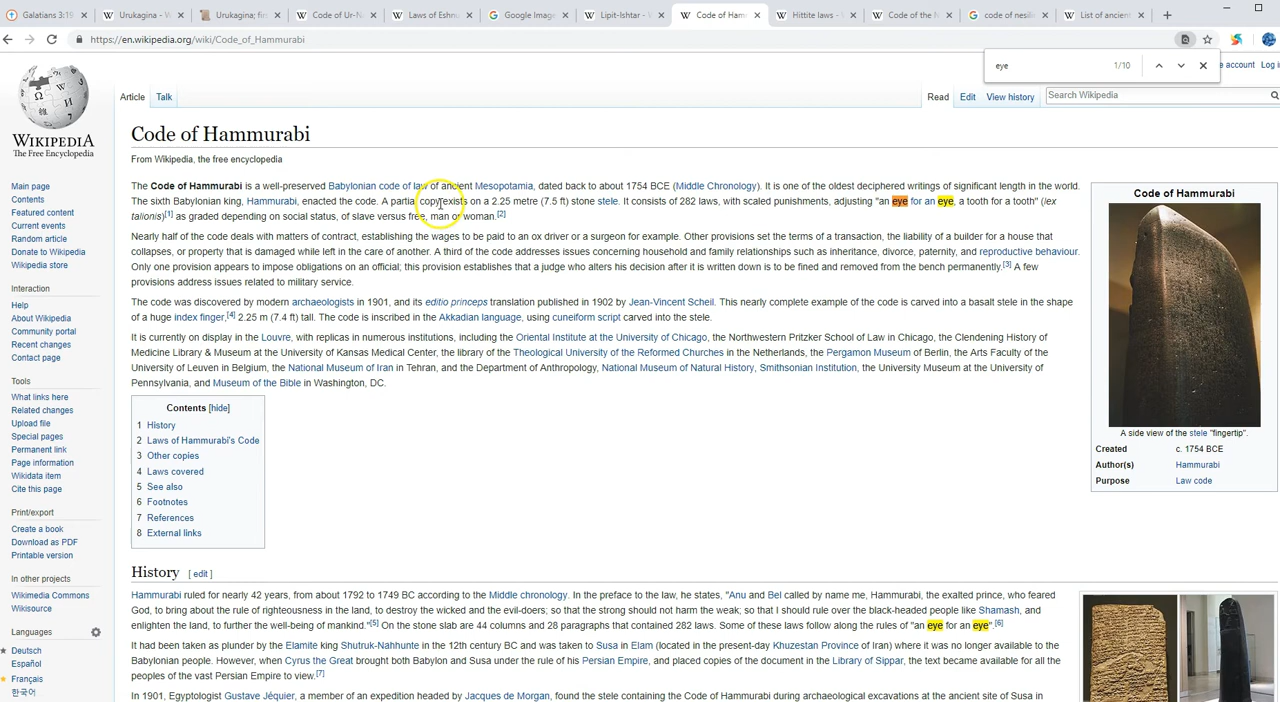 Galatians 3:19
Urukagina - W
Urukagina; firs
Code of Ur-N
Laws of Eshnu
Google Image
Lipit-Ishtar - W
Code of Ham
Hittite laws - W
Code of the N
code of nesili
List of ancient
https://en.wikipedia.org/wiki/Code_of_Hammurabi
eye
1/10
e account
Log i
Article
Talk
Read
Edit
View history
Search Wikipedia
WIKIPEDIA
The Free Encyclopedia
Main page
Contents
Featured content
Current events
Random article
Donate to Wikipedia
Wikipedia store
Interaction
Help
About Wikipedia
Community portal
Recent changes
Contact page
Tools
What links here
Related changes
Upload file
Special pages
Permanent link
Page information
Wikidata item
Cite this page
Print/export
Create a book
Download as PDF
Printable version
In other projects
Wikimedia Commons
Wikisource
Languages
Deutsch
Español
Français
한국어
Code of Hammurabi
From Wikipedia, the free encyclopedia
The Code of Hammurabi is a well-preserved Babylonian code of law of ancient Mesopotamia, dated back to about 1754 BCE (Middle Chronology). It is one of the oldest deciphered writings of significant length in the world.
The sixth Babylonian king, Hammurabi, enacted the code. A partial copy exists on a 2.25 metre (7.5 ft) stone stele. It consists of 282 laws, with scaled punishments, adjusting "an eye for an eye, a tooth for a tooth" (lex
talionis)[1] as graded depending on social status, of slave versus free, man or woman.[2]
Nearly half of the code deals with matters of contract, establishing the wages to be paid to an ox driver or a surgeon for example. Other provisions set the terms of a transaction, the liability of a builder for a house that
collapses, or property that is damaged while left in the care of another. A third of the code addresses issues concerning household and family relationships such as inheritance, divorce, paternity, and reproductive behaviour.
Only one provision appears to impose obligations on an official; this provision establishes that a judge who alters his decision after it is written down is to be fined and removed from the bench permanently.[3] A few
provisions address issues related to military service.
The code was discovered by modern archaeologists in 1901, and its editio princeps translation published in 1902 by Jean-Vincent Scheil. This nearly complete example of the code is carved into a basalt stele in the shape
of a huge index finger,[4] 2.25 m (7.4 ft) tall. The code is inscribed in the Akkadian language, using cuneiform script carved into the stele.
It is currently on display in the Louvre, with replicas in numerous institutions, including the Oriental Institute at the University of Chicago, the Northwestern Pritzker School of Law in Chicago, the Clendening History of
Medicine Library & Museum at the University of Kansas Medical Center, the library of the Theological University of the Reformed Churches in the Netherlands, the Pergamon Museum of Berlin, the Arts Faculty of the
University of Leuven in Belgium, the National Museum of Iran in Tehran, and the Department of Anthropology, National Museum of Natural History, Smithsonian Institution, the University Museum at the University of
Pennsylvania, and Museum of the Bible in Washington, DC.
Contents [hide]
1 History
2 Laws of Hammurabi's Code
3 Other copies
4 Laws covered
5 See also
6 Footnotes
7 References
8 External links
History [ edit ]
Hammurabi ruled for nearly 42 years, from about 1792 to 1749 BC according to the Middle chronology. In the preface to the law, he states, "Anu and Bel called by name me, Hammurabi, the exalted prince, who feared
God, to bring about the rule of righteousness in the land, to destroy the wicked and the evil-doers; so that the strong should not harm the weak; so that I should rule over the black-headed people like Shamash, and
enlighten the land, to further the well-being of mankind."[5] On the stone slab are 44 columns and 28 paragraphs that contained 282 laws. Some of these laws follow along the rules of "an eye for an eye".[6]
It had been taken as plunder by the Elamite king Shutruk-Nahhunte in the 12th century BC and was taken to Susa in Elam (located in the present-day Khuzestan Province of Iran) where it was no longer available to the
Babylonian people. However, when Cyrus the Great brought both Babylon and Susa under the rule of his Persian Empire, and placed copies of the document in the Library of Sippar, the text became available for all the
peoples of the vast Persian Empire to view.[7]
In 1901, Egyptologist Gustave Jéquier, a member of an expedition headed by Jacques de Morgan, found the stele containing the Code of Hammurabi during archaeological excavations at the ancient site of Susa in
Code of Hammurabi
A side view of the stele "fingertip".
Created c. 1754 BCE
Author(s) Hammurabi
Purpose Law code